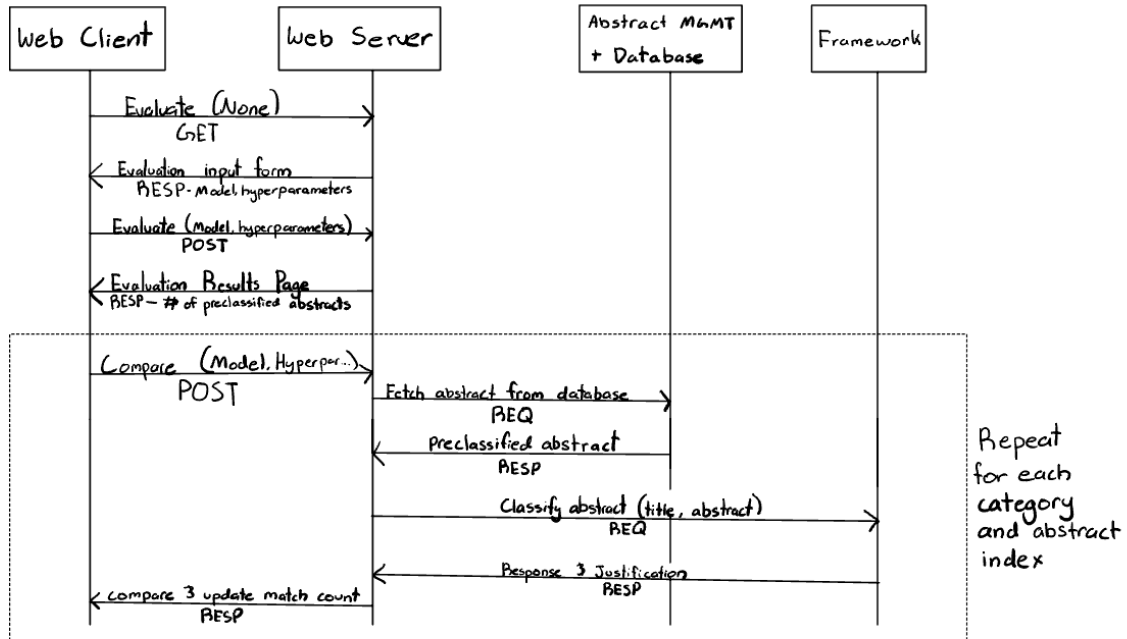 Web Client
Web Server
Abstract MGMT
+ Database
Framework
Evaluate (None)
GET
Evaluation input form
RESP - Model, hyperparameters
Evaluate (Model, hyperparameters)
POST
Evaluation Results Page
RESP - # of preclassified abstracts
Compare (Model, Hyperpar...)
POST
Fetch abstract from database
REQ
Preclassified abstract
RESP
Classify abstract (title, abstract)
REQ
Response & Justification
RESP
compare & update match count
RESP
Repeat
for each
category
and abstract
index